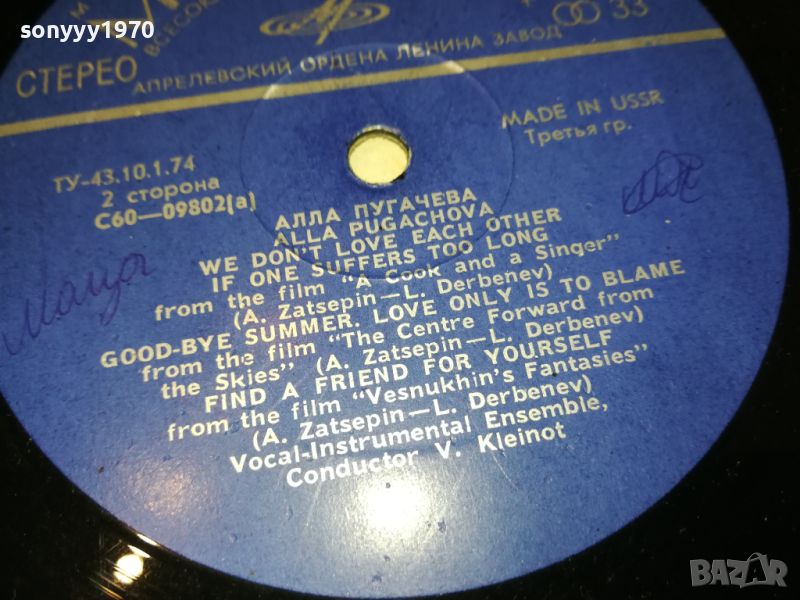 sonyyy1970
СТЕРЕО
33
АПРЕЛЕВСКИЙ ОРДЕНА ЛЕНИНА ЗАВОД
MADE IN USSR
Третья гр.
ТУ-43.10.1.74
2 сторона
С60—09802(а)
АЛЛА ПУГАЧЕВА
ALLA PUGACHOVA
WE DON'T LOVE EACH OTHER
IF ONE SUFFERS TOO LONG
from the film "A Cook and a Singer"
(A. Zatsepin—L. Derbenev)
GOOD-BYE SUMMER. LOVE ONLY IS TO BLAME
from the film "The Centre Forward from
the Skies" (A. Zatsepin—L. Derbenev)
FIND A FRIEND FOR YOURSELF
from the film "Vesnukhin's Fantasies"
(A. Zatsepin—L. Derbenev)
Vocal-Instrumental Ensemble,
Conductor V. Kleinot
BAZAR